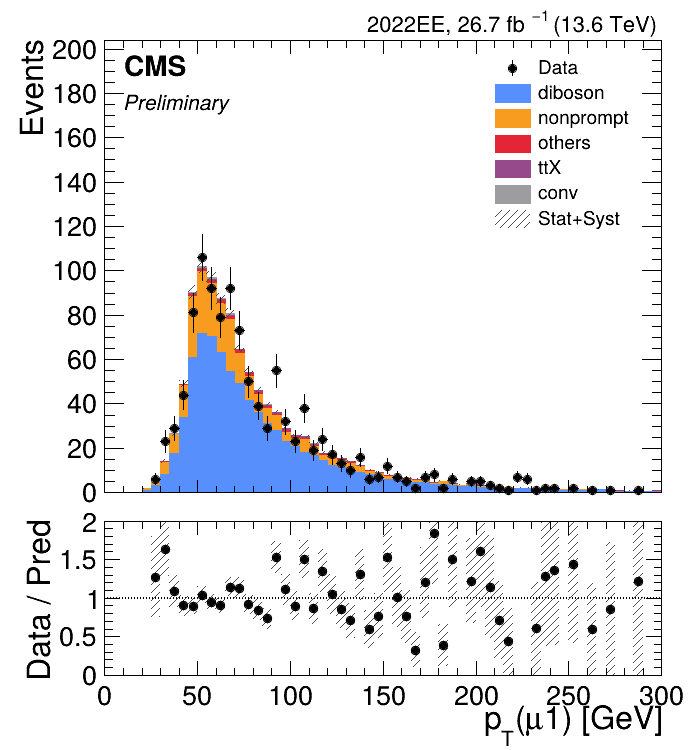 2022EE, 26.7 fb⁻¹ (13.6 TeV)
CMS
Preliminary
Events
200
180
160
140
120
100
80
60
40
20
0
Data
diboson
nonprompt
others
ttX
conv
Stat+Syst
Data / Pred
2
1.5
1
0.5
0
0 50 100 150 200 250 300
p_T(μ1) [GeV]